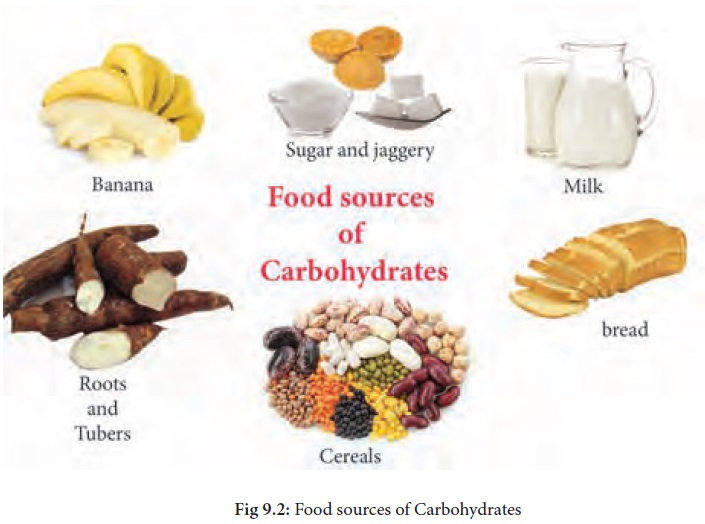 Sugar and jaggery
Banana
Milk
Food sources
of
Carbohydrates
bread
Roots
and
Tubers
Cereals
Fig 9.2: Food sources of Carbohydrates